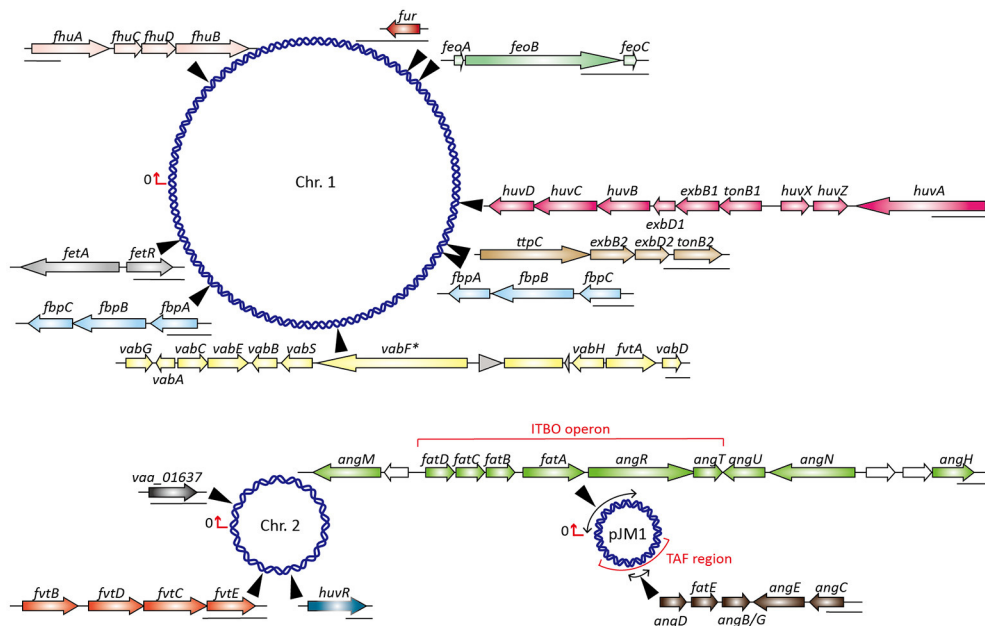 fhuA fhuC fhuD fhuB
fur
feoA feoB feoC
0
Chr. 1
huvD huvC huvB exbB1 tonB1 huvX huvZ huvA
exbD1
ttpC exbB2 exbD2 tonB2
fetA fetR
fbpA fbpB fbpC
fbpC fbpB fbpA
vabG vabC vabE vabB vabS vabF* vabH fvtA vabD
vabA
ITBO operon
angM fatD fatC fatB fatA angR angT angU angN angH
vaa_01637
0
Chr. 2
0
pJM1
TAF region
fvtB fvtD fvtC fvtE
huvR
fatE angE angC
angD angB/G